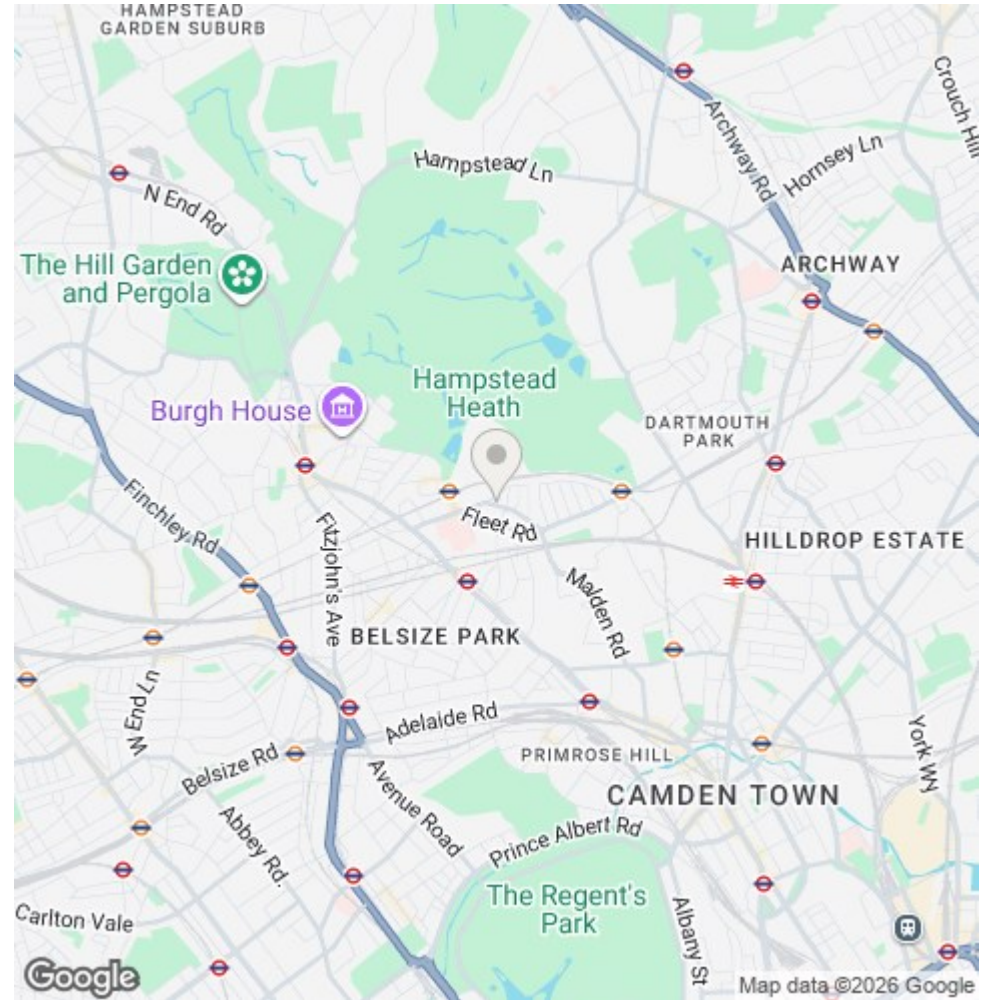 HAMPSTEAD
GARDEN SUBURB
Crouch Hill
Archway Rd
Hampstead Ln
Hornsey Ln
N End Rd
The Hill Garden
and Pergola
ARCHWAY
Hampstead
Heath
Burgh House
DARTMOUTH
PARK
Finchley Rd
Fitzjohn's Ave
Fleet Rd
HILLDROP ESTATE
Malden Rd
BELSIZE PARK
W End Ln
Adelaide Rd
York Wy
Belsize Rd
PRIMROSE HILL
Avenue Road
CAMDEN TOWN
Abbey Rd.
Prince Albert Rd
The Regent's
Park
Albany St
Carlton Vale
Google
Map data ©2026 Google